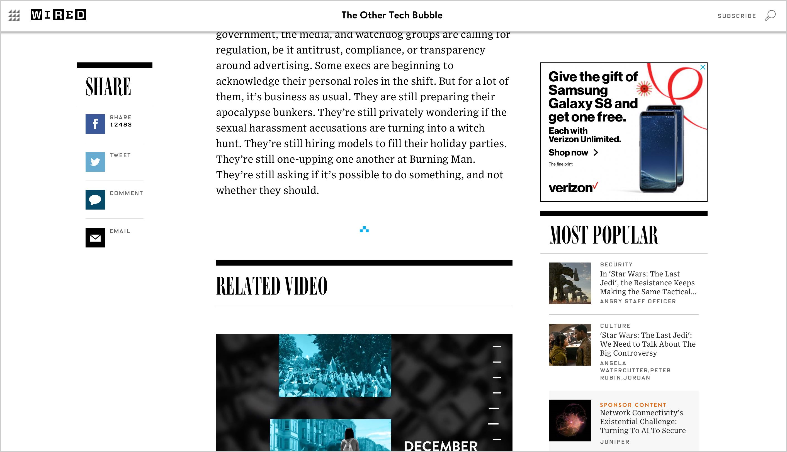 WIRED
The Other Tech Bubble
SUBSCRIBE
government, the media, and watchdog groups are calling for
regulation, be it antitrust, compliance, or transparency
around advertising. Some execs are beginning to
acknowledge their personal roles in the shift. But for a lot of
them, it's business as usual. They are still preparing their
apocalypse bunkers. They're still privately wondering if the
sexual harassment accusations are turning into a witch
hunt. They're still hiring models to fill their holiday parties.
They're still one-upping one another at Burning Man.
They're still asking if it's possible to do something, and not
whether they should.
SHARE
SHARE
12483
TWEET
COMMENT
EMAIL
RELATED VIDEO
DECEMBER
Give the gift of
Samsung
Galaxy S8 and
get one free.
Each with
Verizon Unlimited.
Shop now >
The fine print
verizon✓
MOST POPULAR
SECURITY
In 'Star Wars: The Last
Jedi', the Resistance Keeps
Making the Same Tactical...
ANGRY STAFF OFFICER
CULTURE
'Star Wars: The Last Jedi':
We Need to Talk About The
Big Controversy
ANGELA
WATERCUTTER,PETER
RUBIN,JORDAN
SPONSOR CONTENT
Network Connectivity's
Existential Challenge:
Turning To AI To Secure
JUNIPER